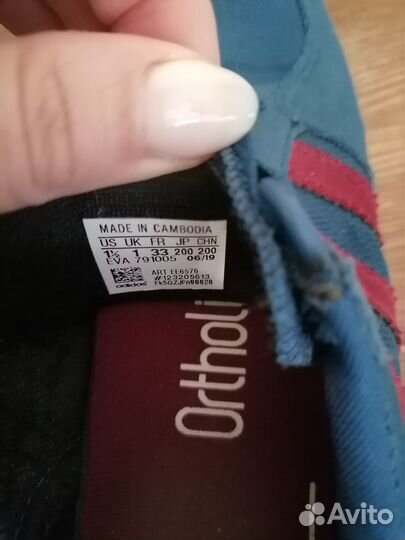 MADE IN CAMBODIA
US UK FR JP CHN
1½ 1 33 200 200
EVA 791005 06/19
ART EE6576
#123205613
adidas FK5GZJFn00020
Ortholi
Avito